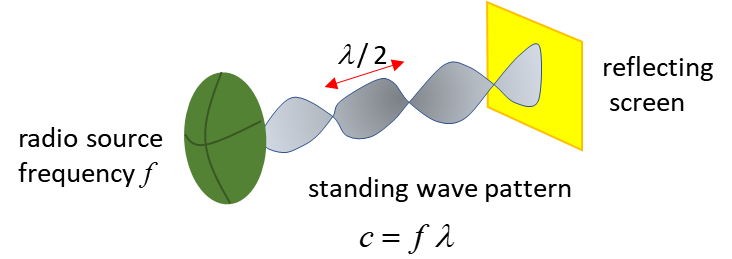 λ/ 2
reflecting
screen
radio source
frequency f
standing wave pattern
c = f λ